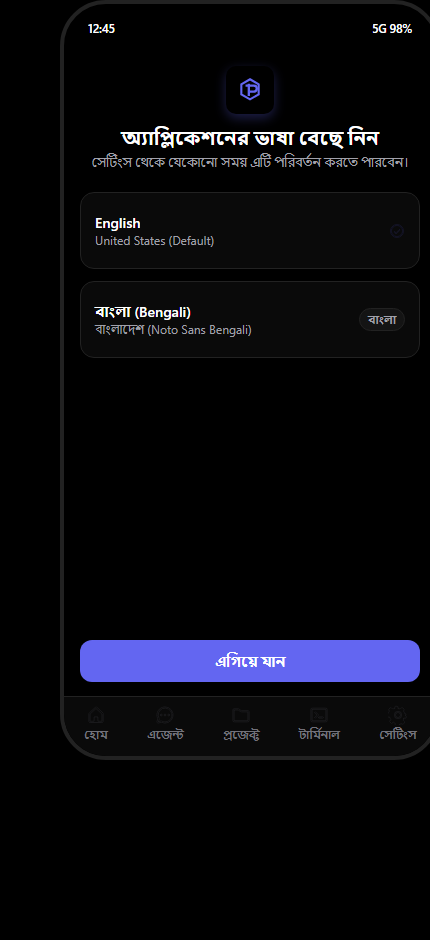 12:45
5G 98%
অ্যাপ্লিকেশনের ভাষা বেছে নিন
সেটিংস থেকে যেকোনো সময় এটি পরিবর্তন করতে পারবেন।
English
United States (Default)
বাংলা (Bengali)
বাংলাদেশ (Noto Sans Bengali)
বাংলা
এগিয়ে যান
হোম
এজেন্ট
প্রজেক্ট
টার্মিনাল
সেটিংস